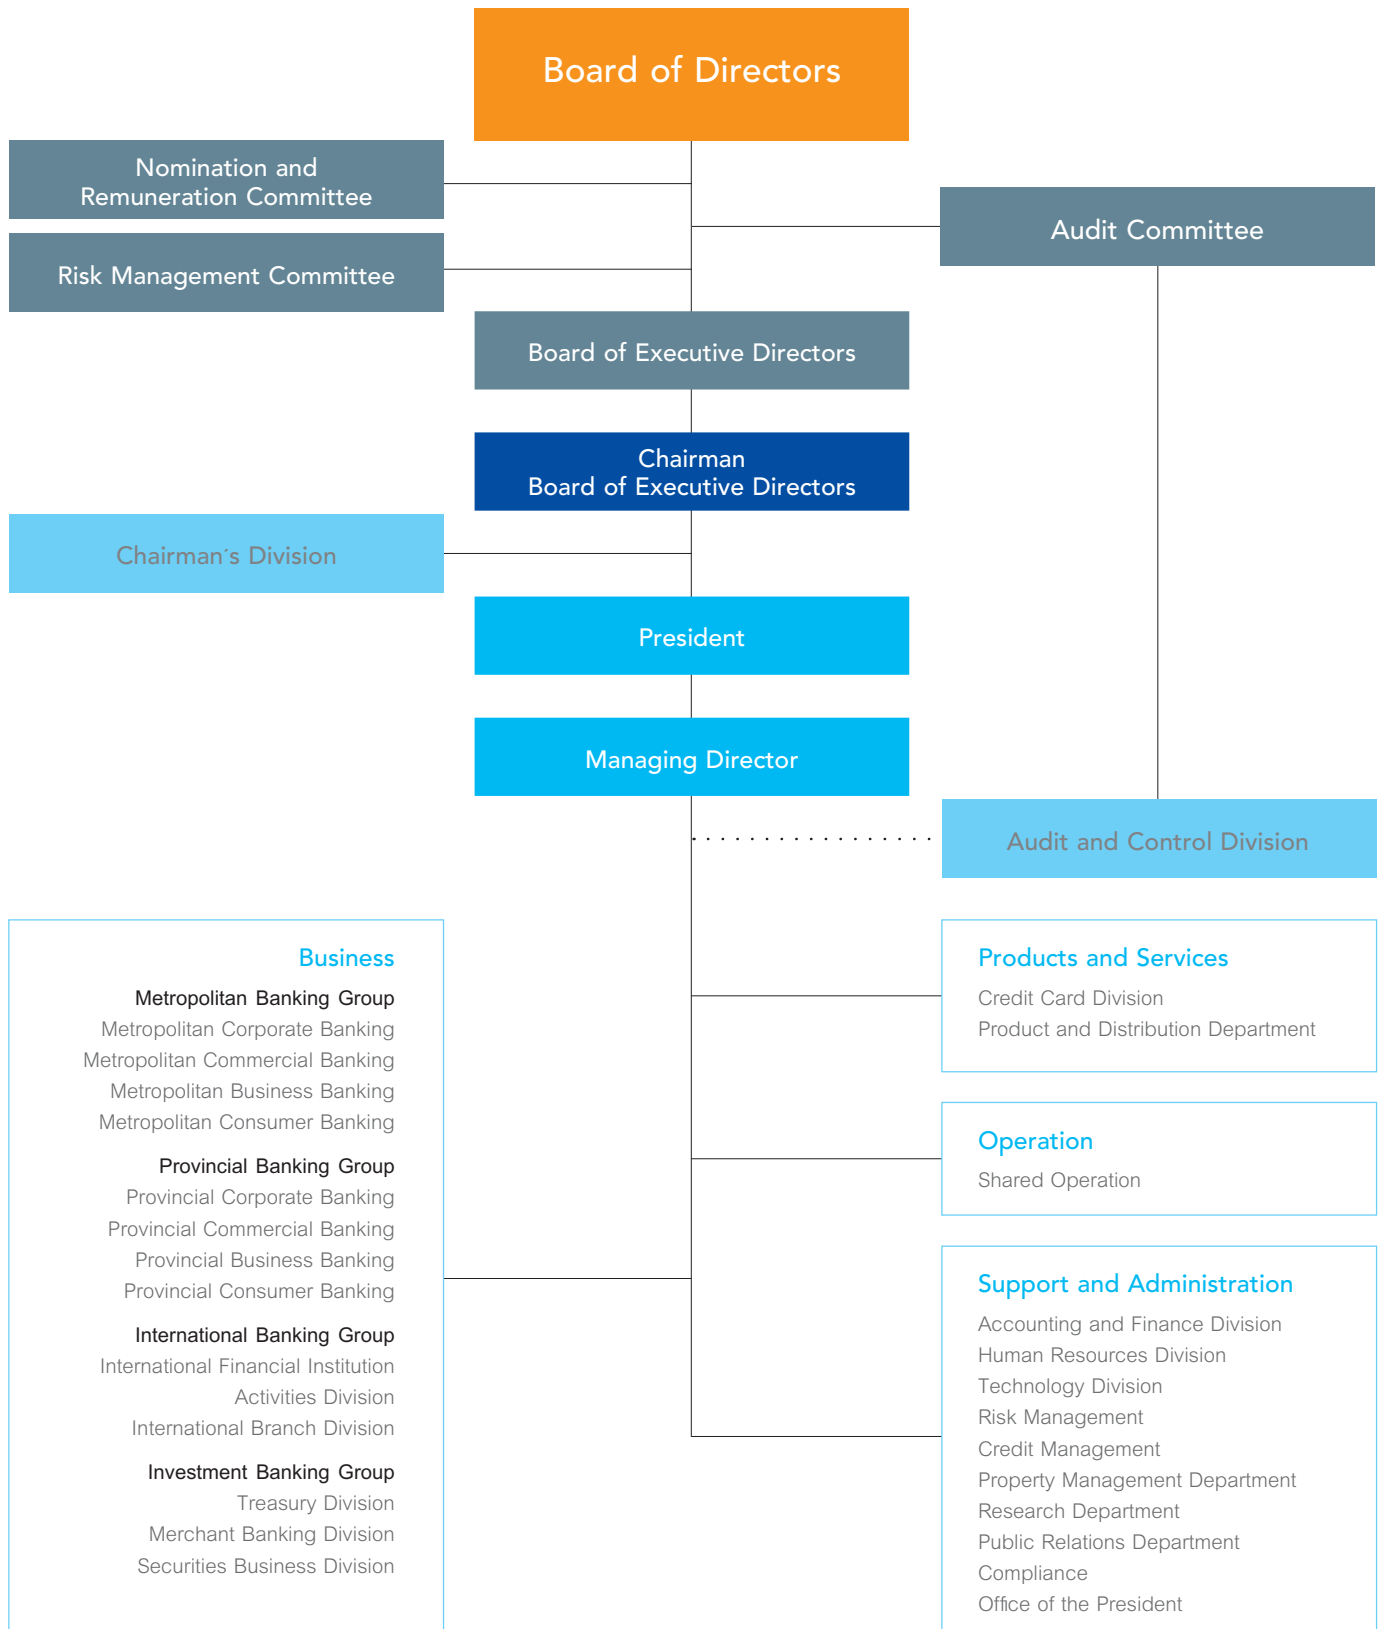 Board of Directors
Nomination and
Remuneration Committee
Audit Committee
Risk Management Committee
Board of Executive Directors
Chairman
Board of Executive Directors
Chairman´s Division
President
Managing Director
Audit and Control Division
Business
Metropolitan Banking Group
Metropolitan Corporate Banking
Metropolitan Commercial Banking
Metropolitan Business Banking
Metropolitan Consumer Banking
Provincial Banking Group
Provincial Corporate Banking
Provincial Commercial Banking
Provincial Business Banking
Provincial Consumer Banking
International Banking Group
International Financial Institution
Activities Division
International Branch Division
Investment Banking Group
Treasury Division
Merchant Banking Division
Securities Business Division
Products and Services
Credit Card Division
Product and Distribution Department
Operation
Shared Operation
Support and Administration
Accounting and Finance Division
Human Resources Division
Technology Division
Risk Management
Credit Management
Property Management Department
Research Department
Public Relations Department
Compliance
Office of the President